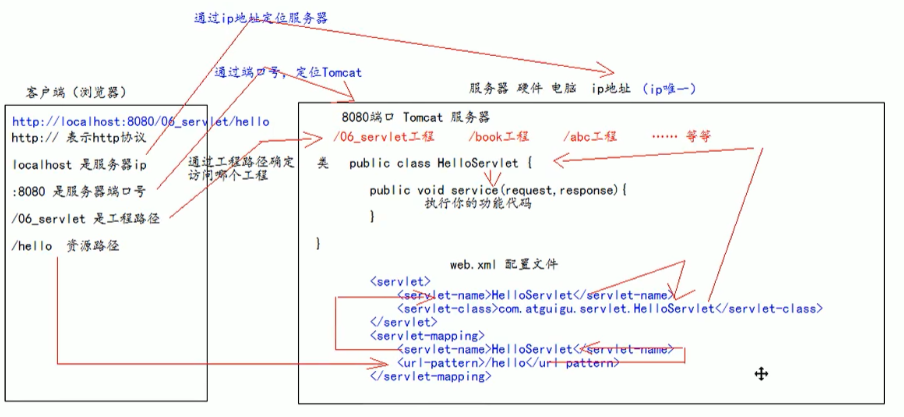 通过ip地址定位服务器
通过端口号，定位Tomcat
客户端（浏览器）
服务器 硬件 电脑 ip地址 （ip唯一）
http://localhost:8080/06_servlet/hello
http:// 表示http协议
localhost 是服务器ip
:8080 是服务器端口号
/06_servlet 是工程路径
/hello 资源路径
通过工程路径确定
访问哪个工程
8080端口 Tomcat 服务器
/06_servlet工程 /book工程 /abc工程 …… 等等
类 public class HelloServlet {
public void service(request,response){
执行你的功能代码
}
}
web.xml 配置文件
<servlet>
<servlet-name>HelloServlet</servlet-name>
<servlet-class>com.atguigu.servlet.HelloServlet</servlet-class>
</servlet>
<servlet-mapping>
<servlet-name>HelloServlet</servlet-name>
<url-pattern>/hello</url-pattern>
</servlet-mapping>